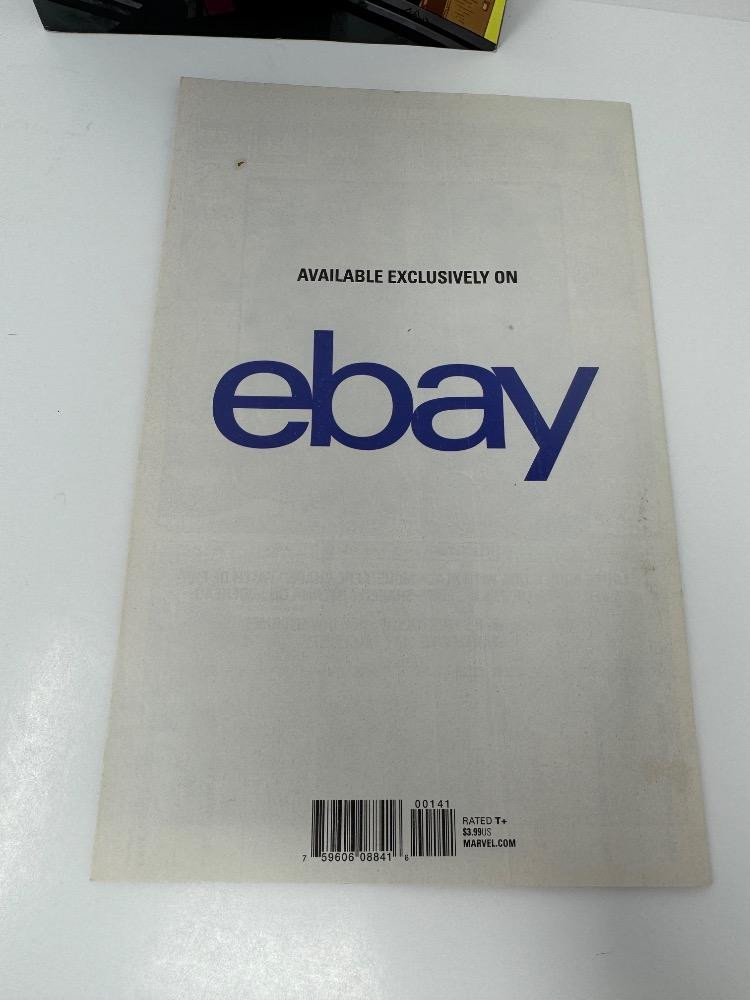 AVAILABLE EXCLUSIVELY ON
ebay
00141
7 59606 08841 6
RATED T+
$3.99US
MARVEL.COM